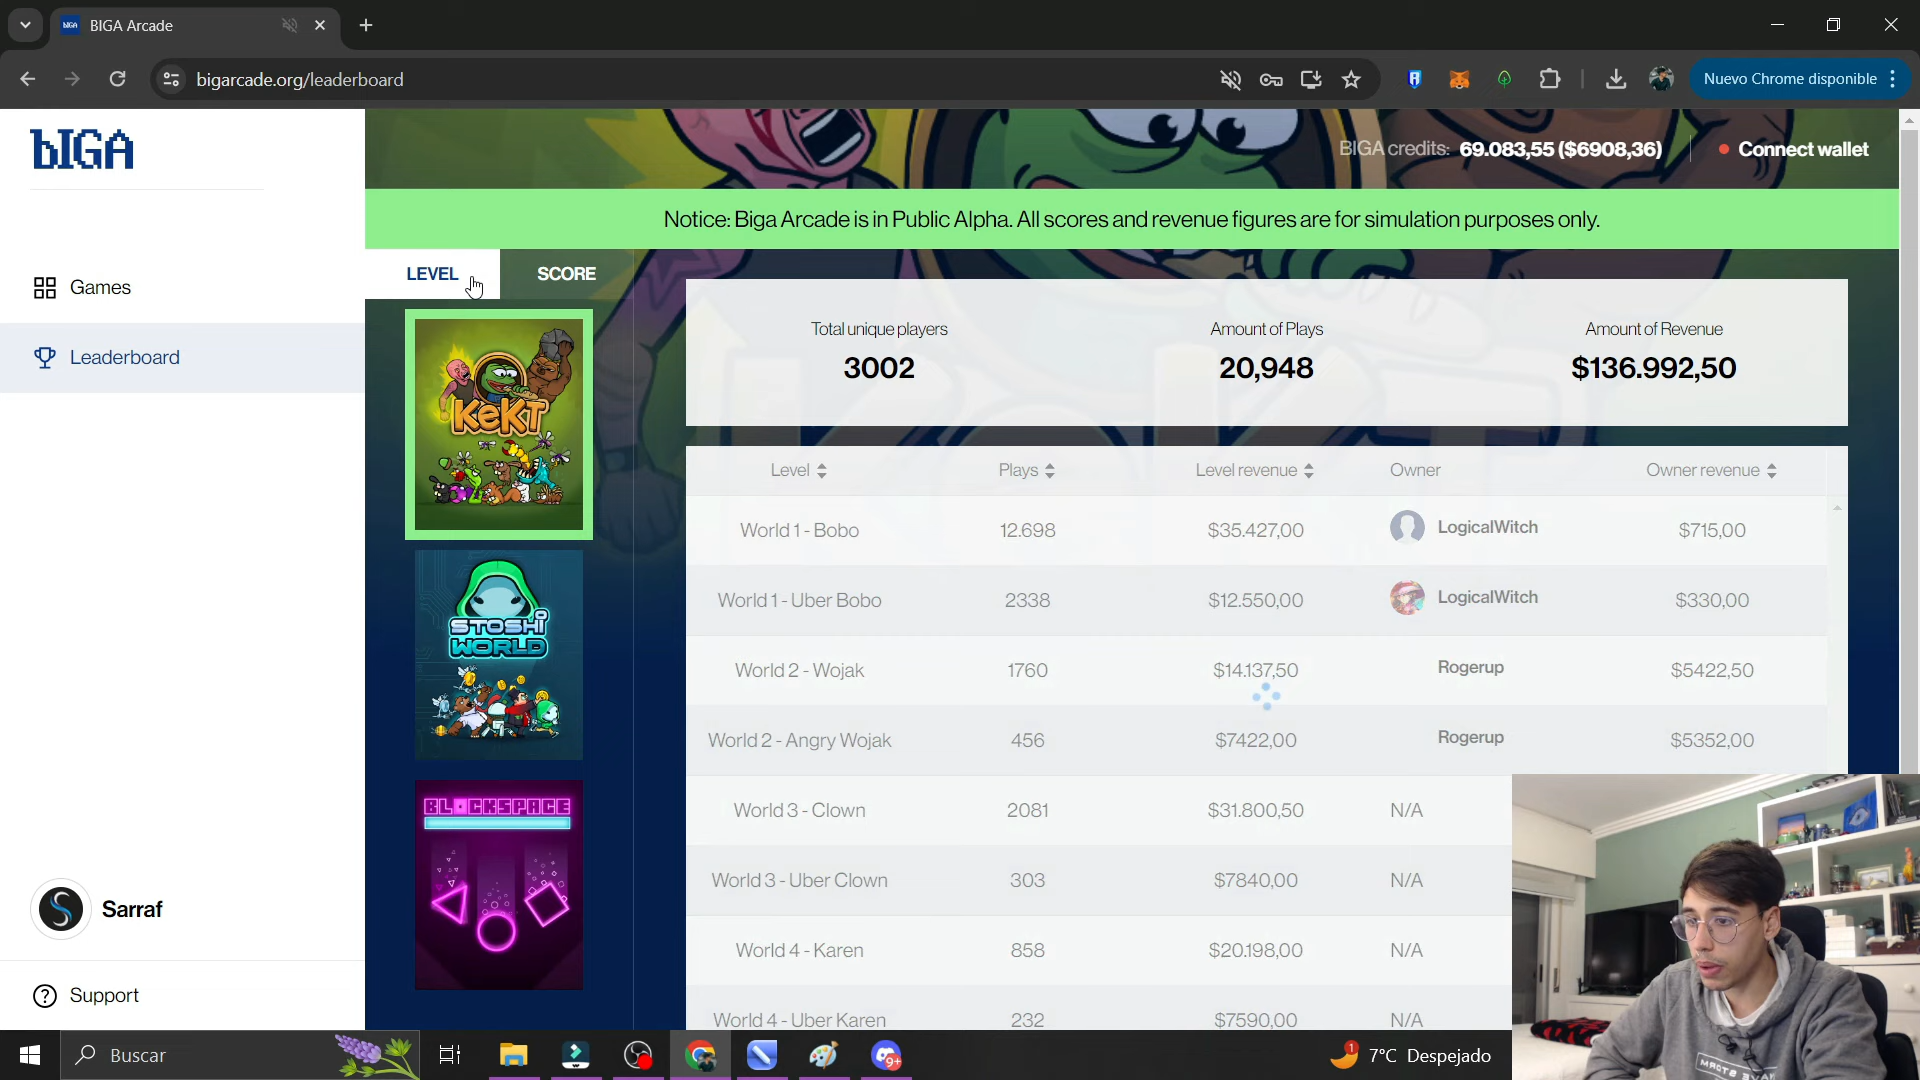 BIGA Arcade
bigarcade.org/leaderboard
Nuevo Chrome disponible
bIGA
BIGA credits: 69.083,55 ($6908,36)
Connect wallet
Notice: Biga Arcade is in Public Alpha. All scores and revenue figures are for simulation purposes only.
Games
Leaderboard
LEVEL
SCORE
KeKT
STOSHI
WORLD
BLOCKSPACE
Total unique players
Amount of Plays
Amount of Revenue
3002
20,948
$136.992,50
Level
Plays
Level revenue
Owner
Owner revenue
World 1 - Bobo
12.698
$35.427,00
LogicalWitch
$715,00
World 1 - Uber Bobo
2338
$12.550,00
LogicalWitch
$330,00
World 2 - Wojak
1760
$14.137,50
Rogerup
$5422,50
World 2 - Angry Wojak
456
$7422,00
Rogerup
$5352,00
World 3 - Clown
2081
$31.800,50
N/A
World 3 - Uber Clown
303
$7840,00
N/A
World 4 - Karen
858
$20.198,00
N/A
World 4 - Uber Karen
232
$7590,00
N/A
Sarraf
Support
Buscar
9+
1
7°C Despejado